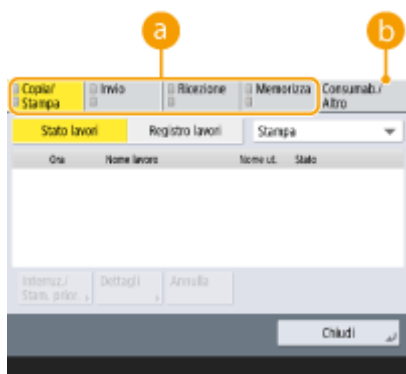 a
b
Copia/
Stampa
Invio
Ricezione
Memorizza
Consumab./
Altro
Stato lavori
Registro lavori
Stampa
Ora
Nome lavoro
Nome ut.
Stato
Interruz./
Stam. prior.
Dettagli
Annulla
Chiudi